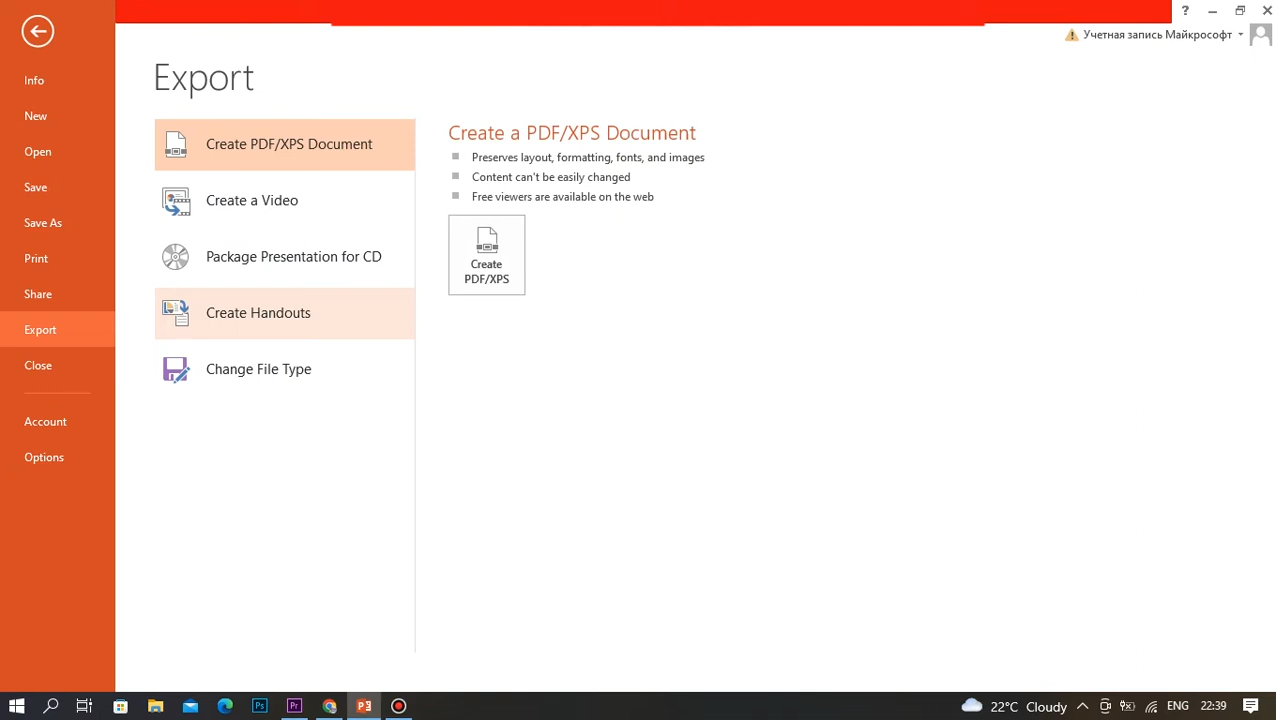 ?
Учетная запись Майкрософт
Export
Info
New
Open
Save
Save As
Print
Share
Export
Close
Account
Options
Create PDF/XPS Document
Create a Video
Package Presentation for CD
Create Handouts
Change File Type
Create a PDF/XPS Document
Preserves layout, formatting, fonts, and images
Content can't be easily changed
Free viewers are available on the web
Create
PDF/XPS
Ps
Pr
P3
22°C Cloudy
ENG
22:39